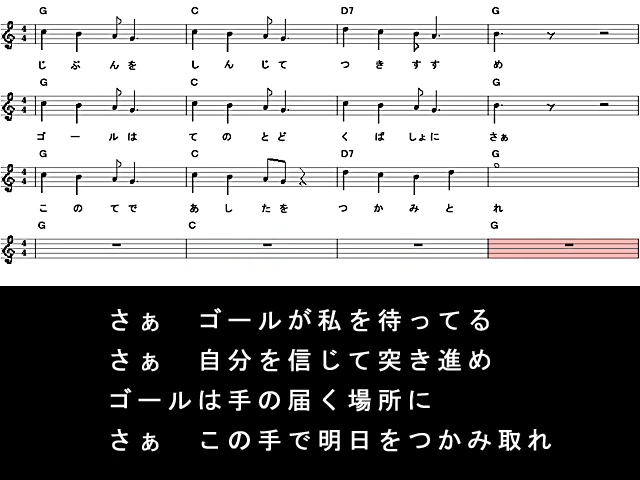 G C D7 G
じ ぶ ん を し ん じ て つ き す す め
G C G
ゴ ー ル は て の と ど く ば しょ に さぁ
G C D7 G
こ の て で あ し た を つ か み と れ
G C G
さぁ ゴールが私を待ってる
さぁ 自分を信じて突き進め
ゴールは手の届く場所に
さぁ この手で明日をつかみ取れ